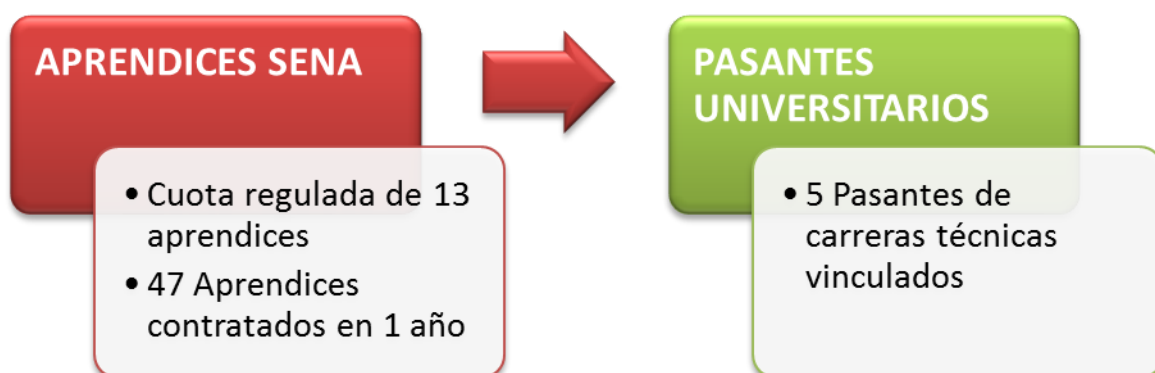 APRENDICES SENA
• Cuota regulada de 13
aprendices
• 47 Aprendices
contratados en 1 año
PASANTES
UNIVERSITARIOS
• 5 Pasantes de
carreras técnicas
vinculados